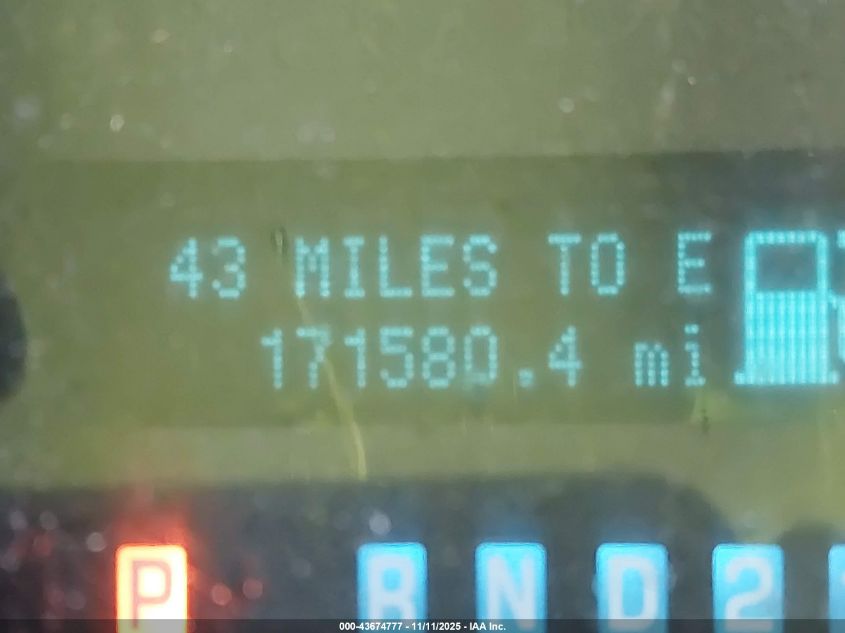 43 MILES TO E
171580.4 mi
P R N D 2
000-43674777 - 11/11/2025 - IAA Inc.